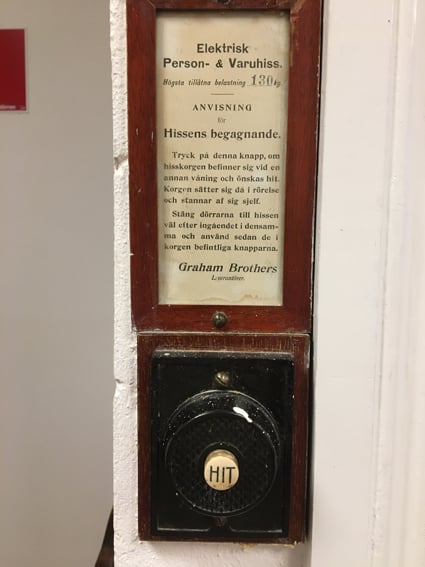 Elektrisk
Person- & Varuhiss.
Högsta tillåtna belastning 130 kg.
ANVISNING
för
Hissens begagnande.
Tryck på denna knapp, om
hisskorgen befinner sig vid en
annan våning och önskas hit.
Korgen sätter sig då i rörelse
och stannar af sig sjelf.
Stäng dörrarna till hissen
väl efter ingåendet i densam-
ma och använd sedan de i
korgen befintliga knapparna.
Graham Brothers
Leverantörer.
HIT